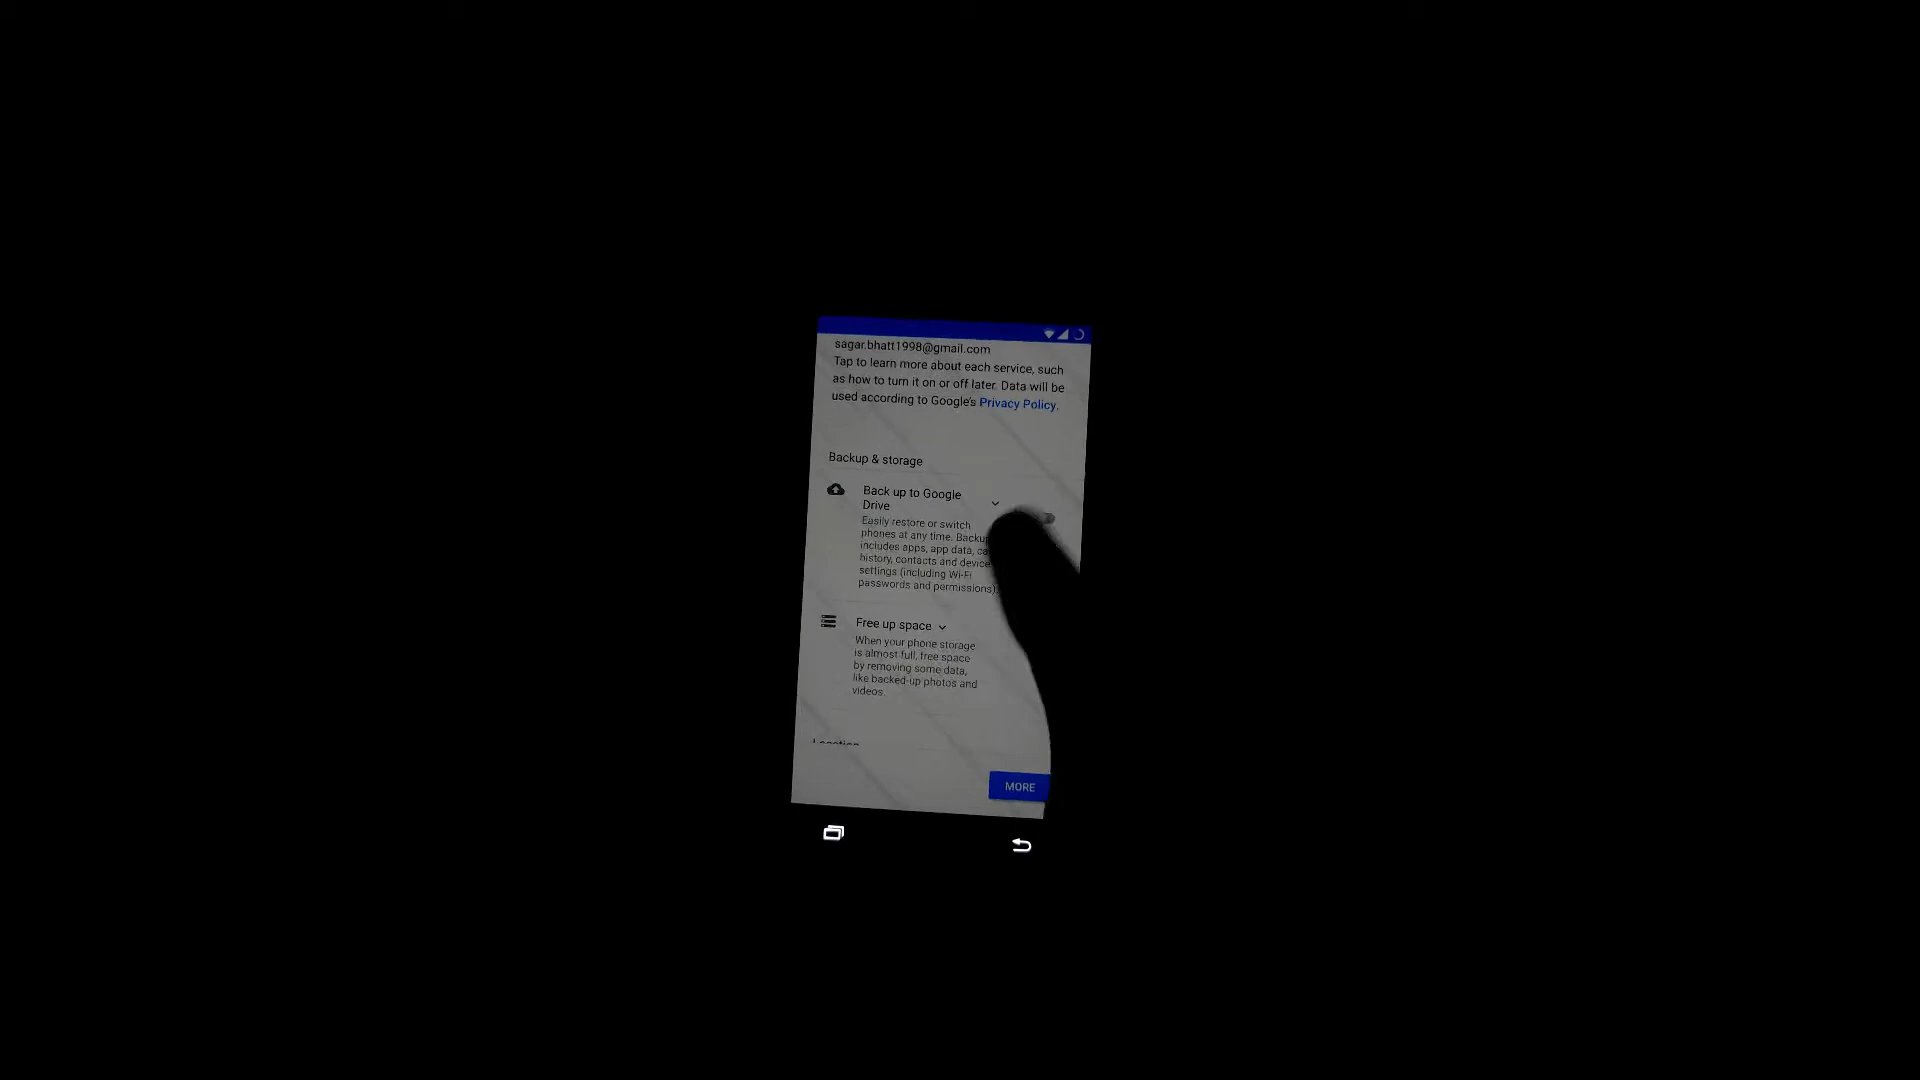 sagar.bhatt1998@gmail.com
Tap to learn more about each service, such
as how to turn it on or off later. Data will be
used according to Google's Privacy Policy.
Backup & storage
Back up to Google
Drive
Easily restore or switch
phones at any time. Backup
includes apps, app data,
history, contacts and device
settings (including Wi-Fi
passwords and permissions).
Free up space
When your phone storage
is almost full, free space
by removing some data,
like backed-up photos and
videos.
Location
MORE